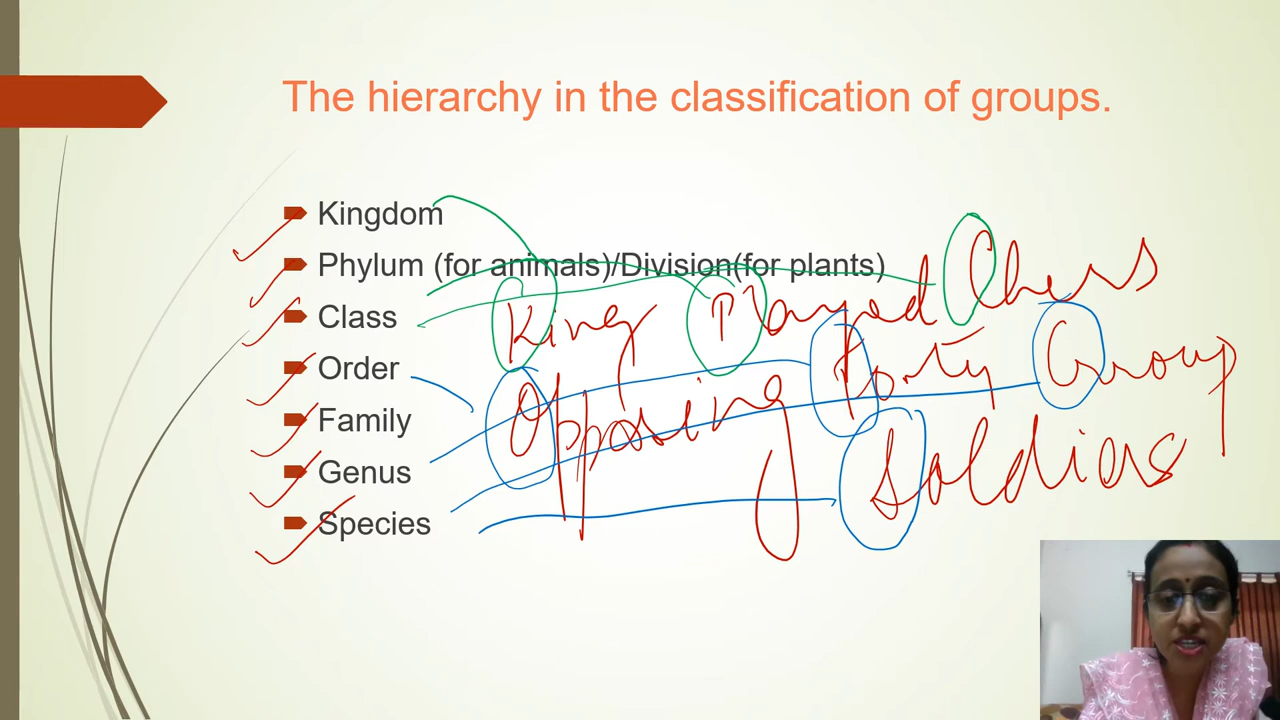 The hierarchy in the classification of groups.
Kingdom
Phylum (for animals)/Division(for plants)
Class
Order
Family
Genus
Species
King Played Chess
Opposing Forty Group
Soldiers